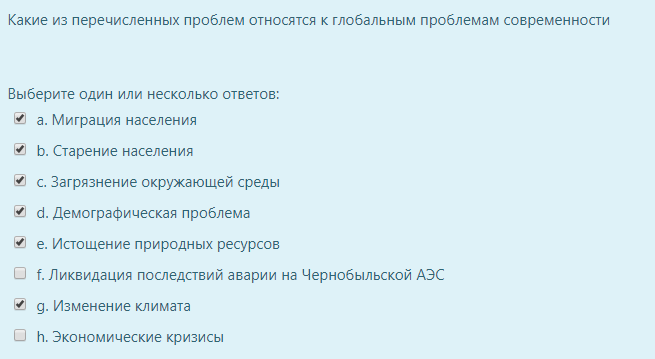 Какие из перечисленных проблем относятся к глобальным проблемам современности
Выберите один или несколько ответов:
a. Миграция населения
b. Старение населения
c. Загрязнение окружающей среды
d. Демографическая проблема
e. Истощение природных ресурсов
f. Ликвидация последствий аварии на Чернобыльской АЭС
g. Изменение климата
h. Экономические кризисы